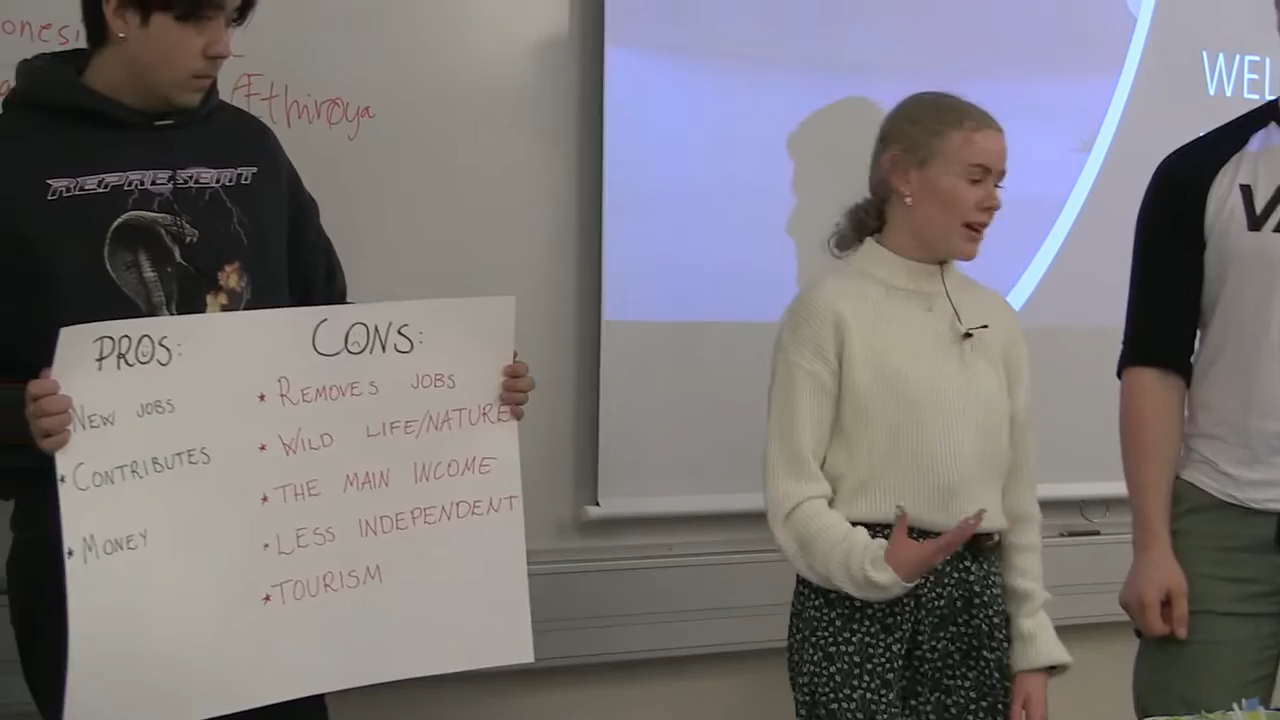 onesi
Æthiroya
WEL
REPRESENT
PROS:
NEW JOBS
* CONTRIBUTES
* MONEY
CONS:
* REMOVES JOBS
* WILD LIFE/NATURE
* THE MAIN INCOME
* LESS INDEPENDENT
* TOURISM